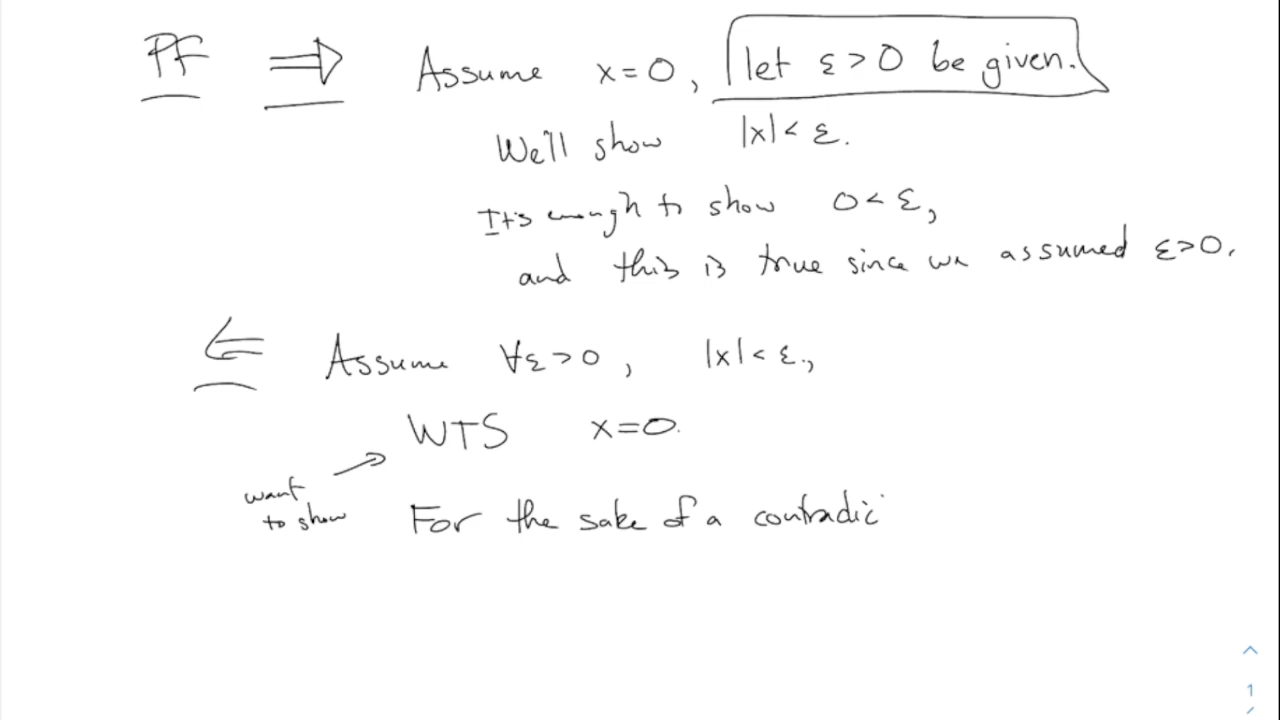 PF ⇒ Assume x=0, let ε>0 be given.
We'll show |x|<ε.
It's enough to show 0<ε,
and this is true since we assumed ε>0.
⇐ Assume ∀ε>0, |x|<ε,
WTS x=0.
want
to show
For the sake of a contradic
1